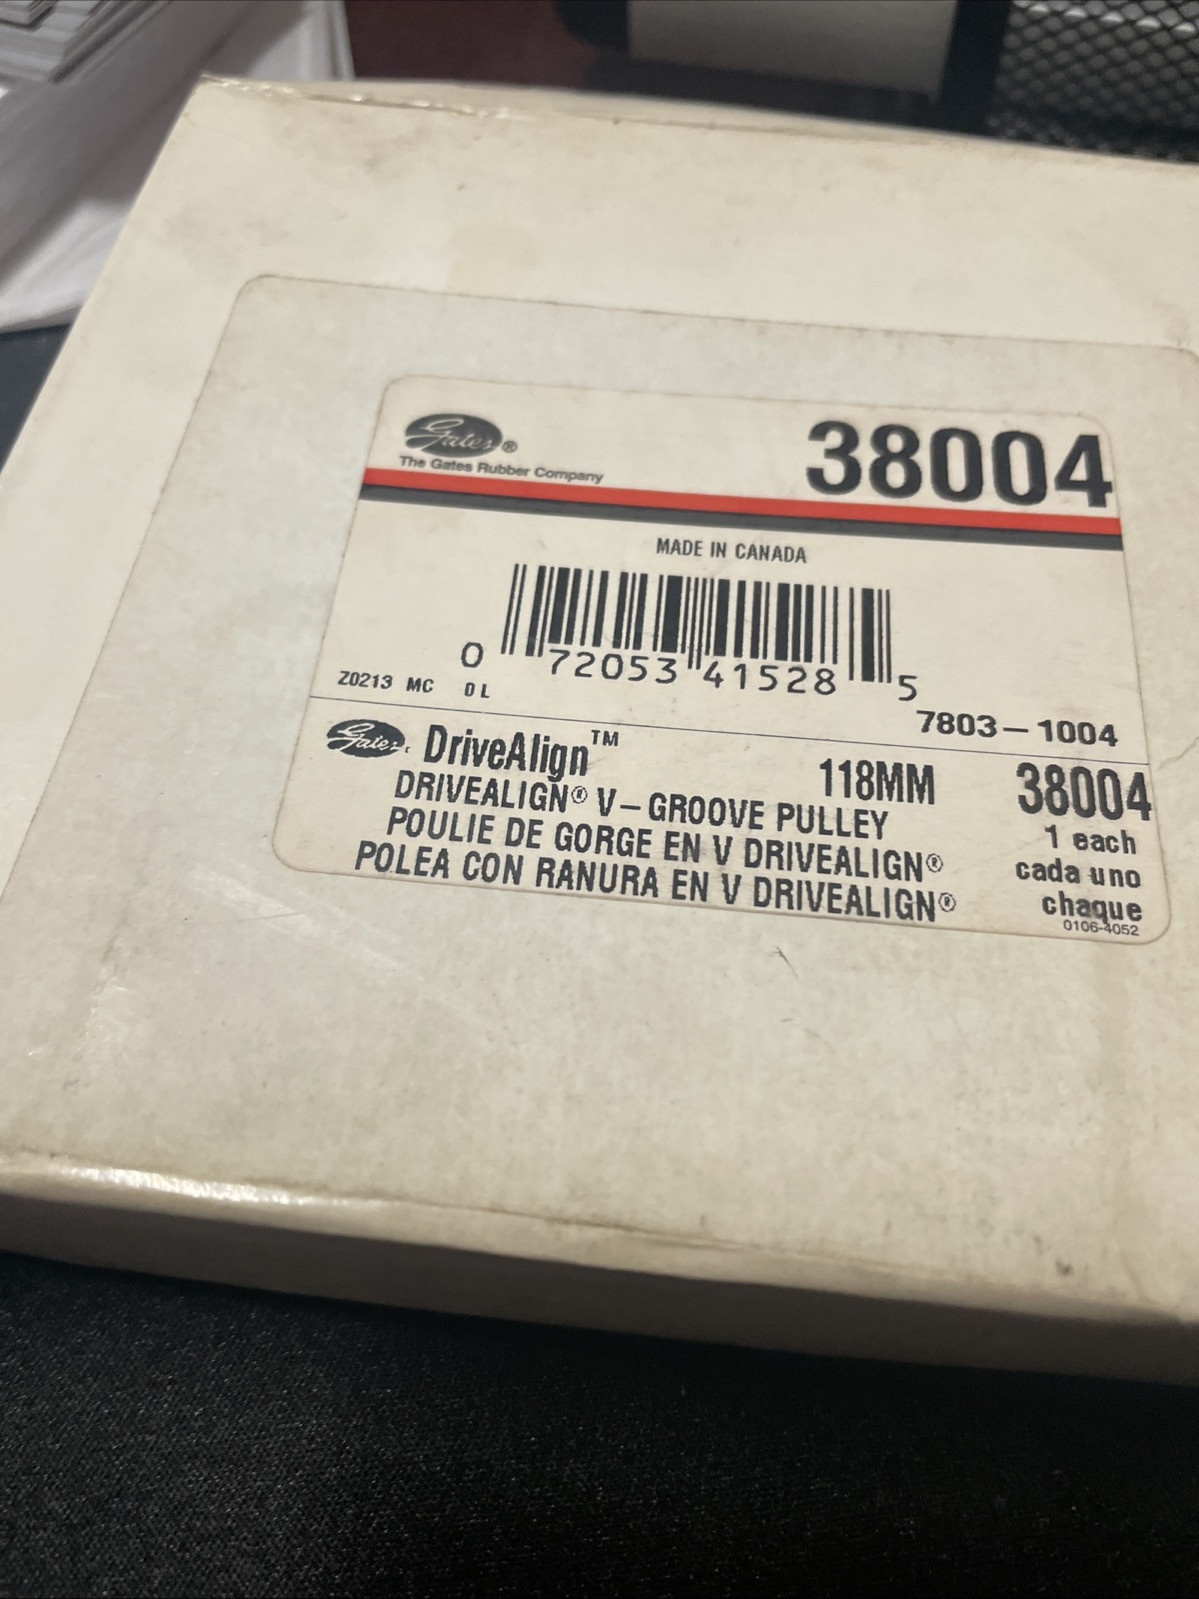 Gates®
The Gates Rubber Company
38004
MADE IN CANADA
0 72053 41528 5
Z0213 MC 0L
7803-1004
Gates DriveAlign™ 118MM 38004
DRIVEALIGN® V-GROOVE PULLEY 1 each
POULIE DE GORGE EN V DRIVEALIGN® cada uno
POLEA CON RANURA EN V DRIVEALIGN® chaque
0106-4052